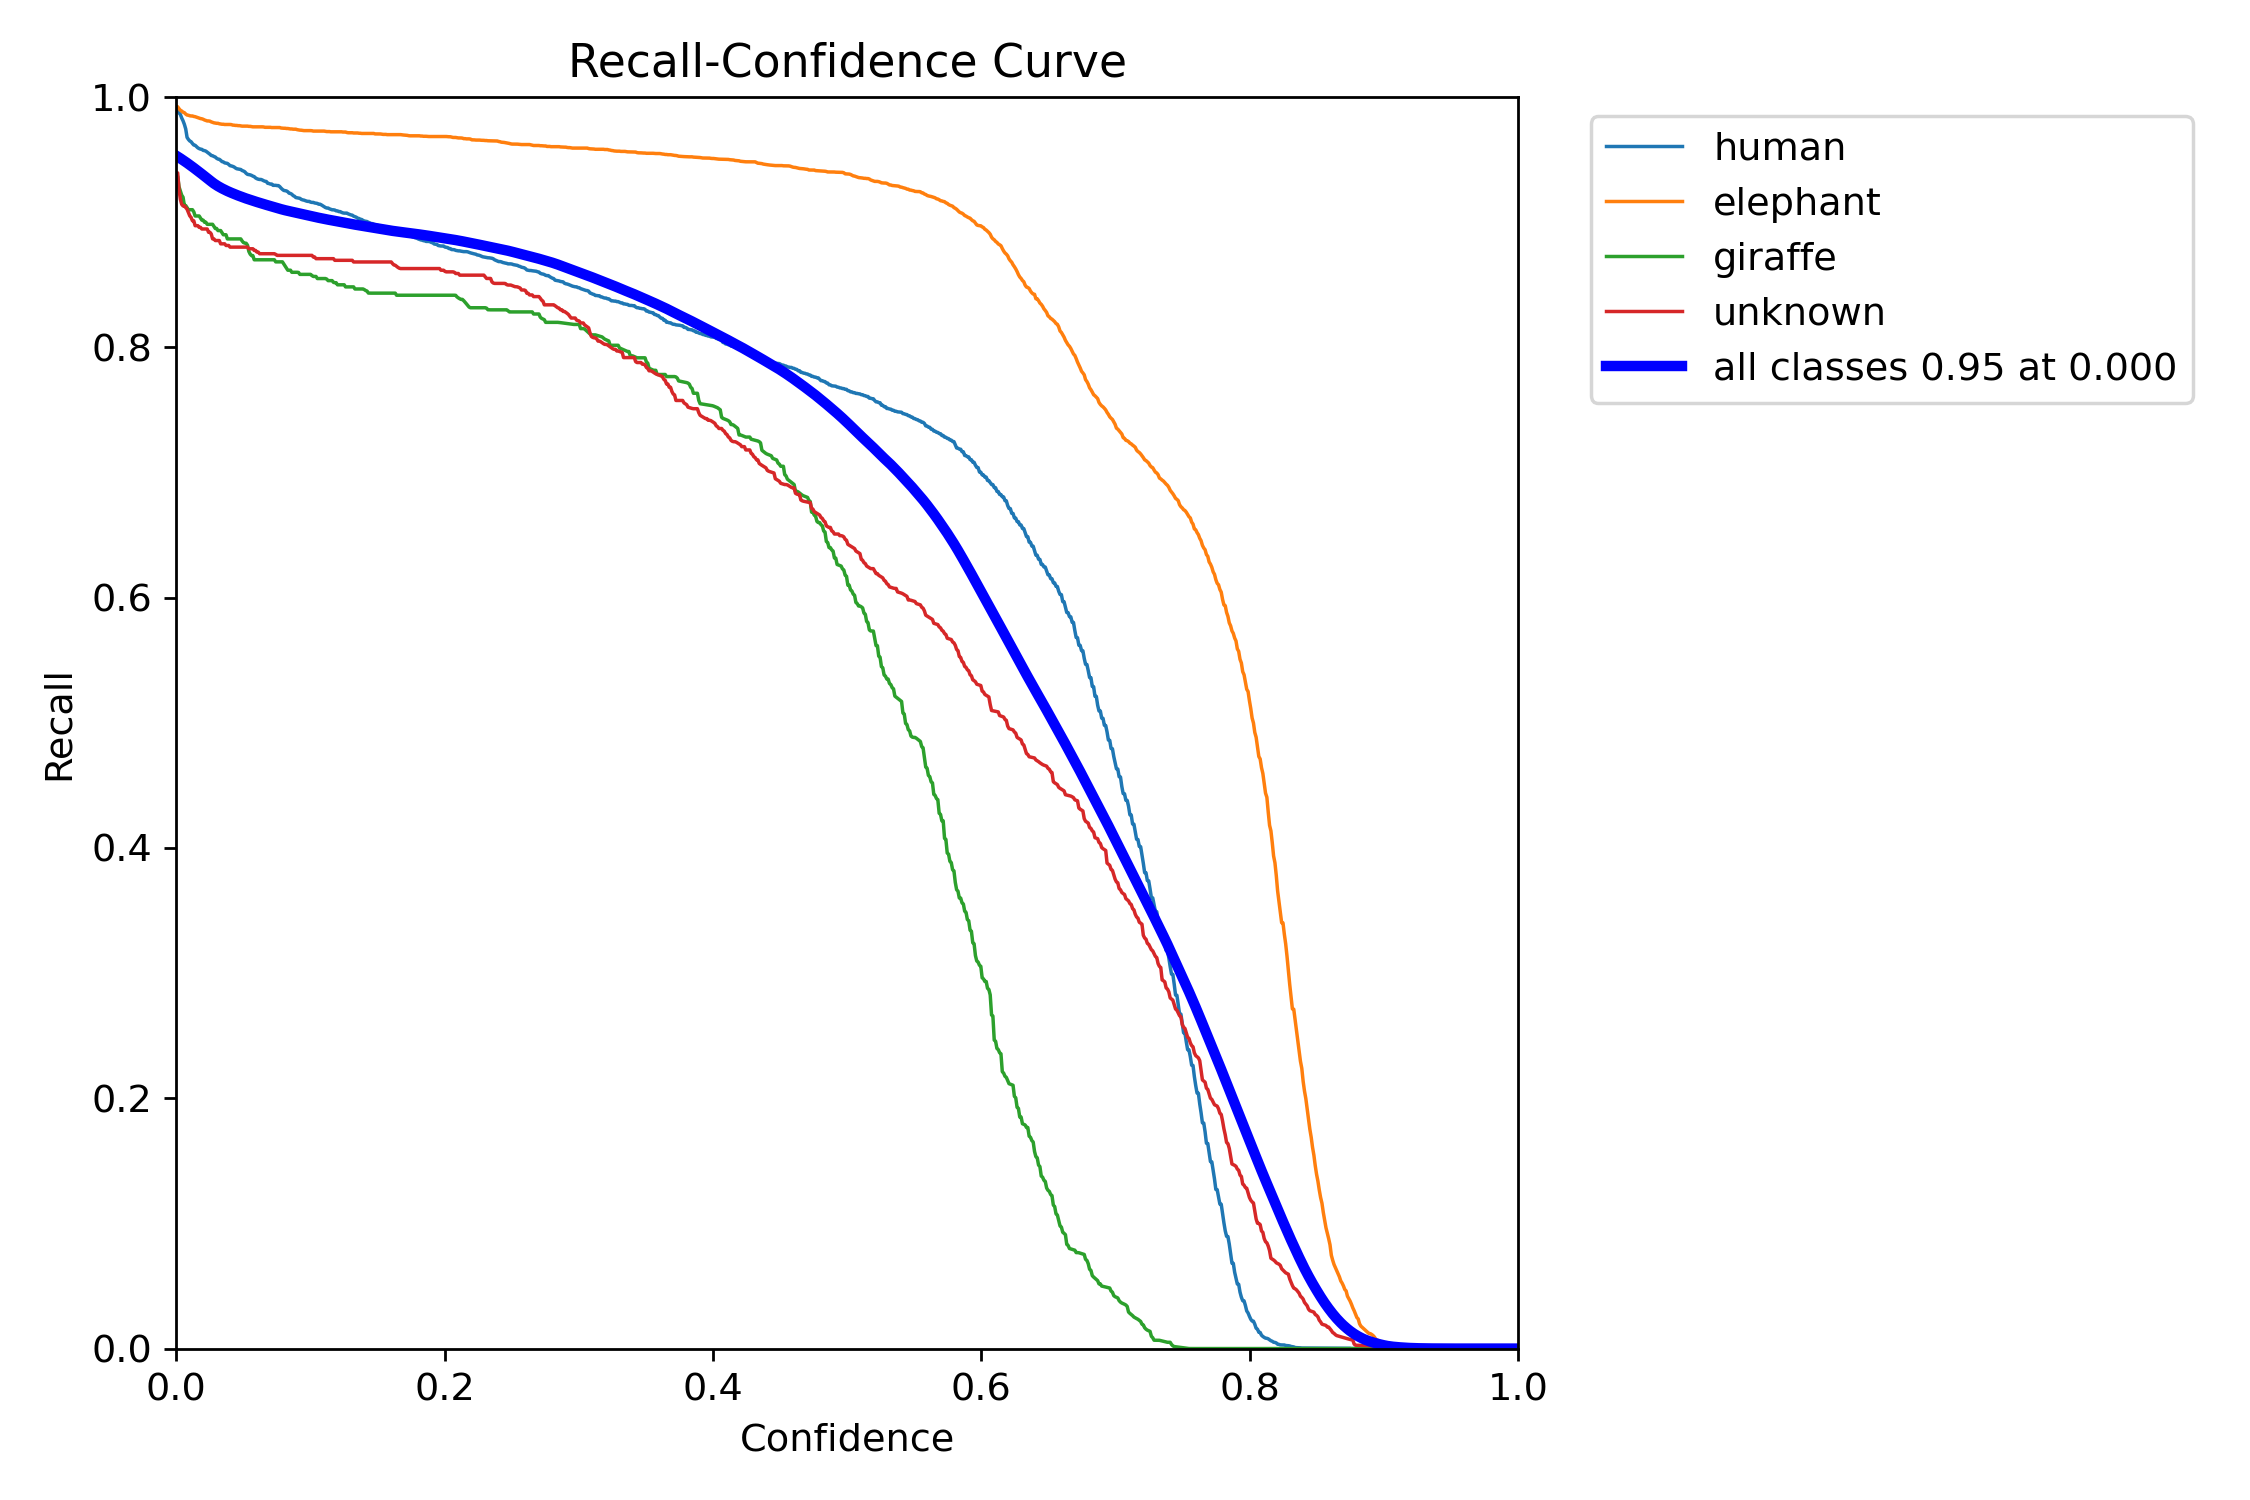 Recall-Confidence Curve
1.0
0.8
0.6
0.4
0.2
0.0
Recall
0.0 0.2 0.4 0.6 0.8 1.0
Confidence
human
elephant
giraffe
unknown
all classes 0.95 at 0.000